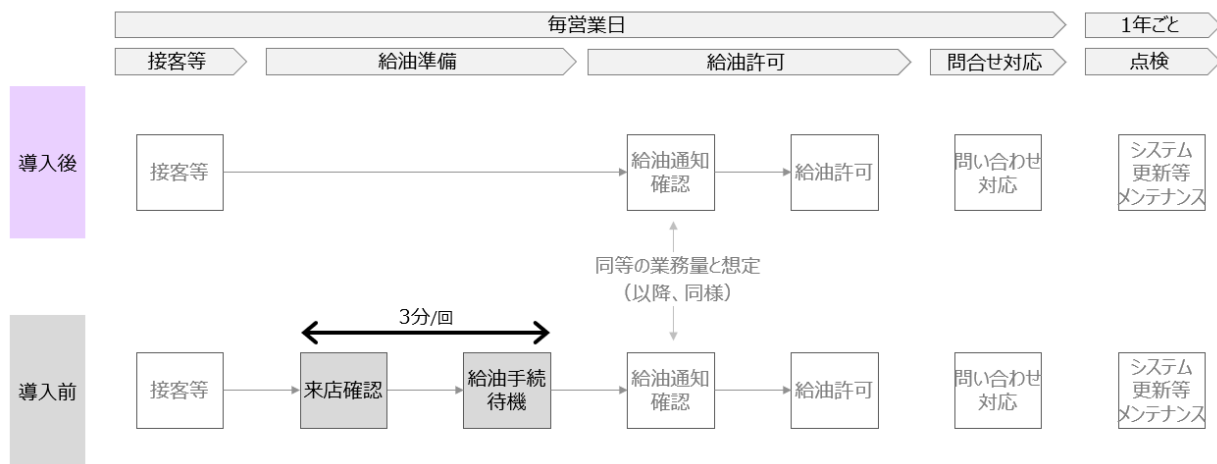 毎営業日
1年ごと
接客等
給油準備
給油許可
問合せ対応
点検
導入後
接客等
給油通知
確認
給油許可
問い合わせ
対応
システム
更新等
メンテナンス
同等の業務量と想定
(以降、同様)
3分/回
導入前
接客等
来店確認
給油手続
待機
給油通知
確認
給油許可
問い合わせ
対応
システム
更新等
メンテナンス